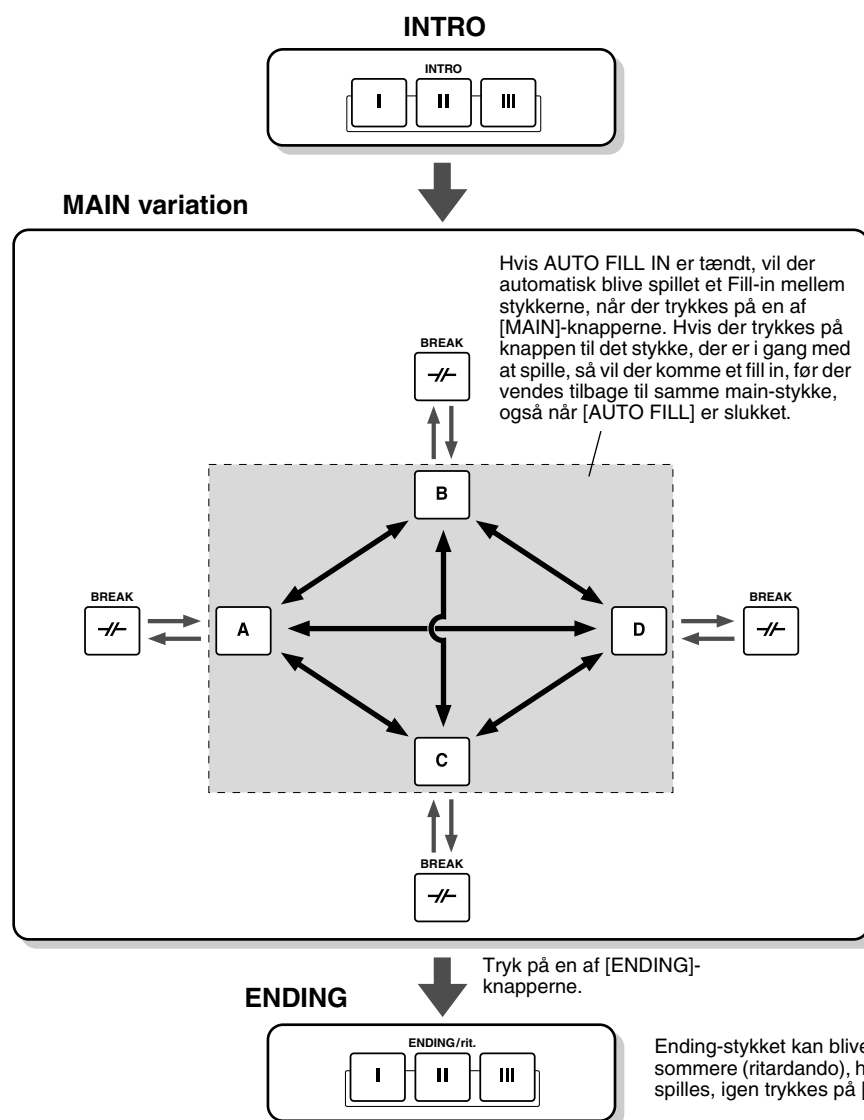 INTRO
INTRO
I II III
MAIN variation
Hvis AUTO FILL IN er tændt, vil der
automatisk blive spillet et Fill-in mellem
stykkerne, når der trykkes på en af
[MAIN]-knapperne. Hvis der trykkes på
knappen til det stykke, der er i gang med
at spille, så vil der komme et fill in, før der
vendes tilbage til samme main-stykke,
også når [AUTO FILL] er slukket.
BREAK
B
BREAK
A
D
BREAK
C
BREAK
Tryk på en af [ENDING]-
knapperne.
ENDING
ENDING/rit.
I II III
Ending-stykket kan blive
sommere (ritardando), h
spilles, igen trykkes på [